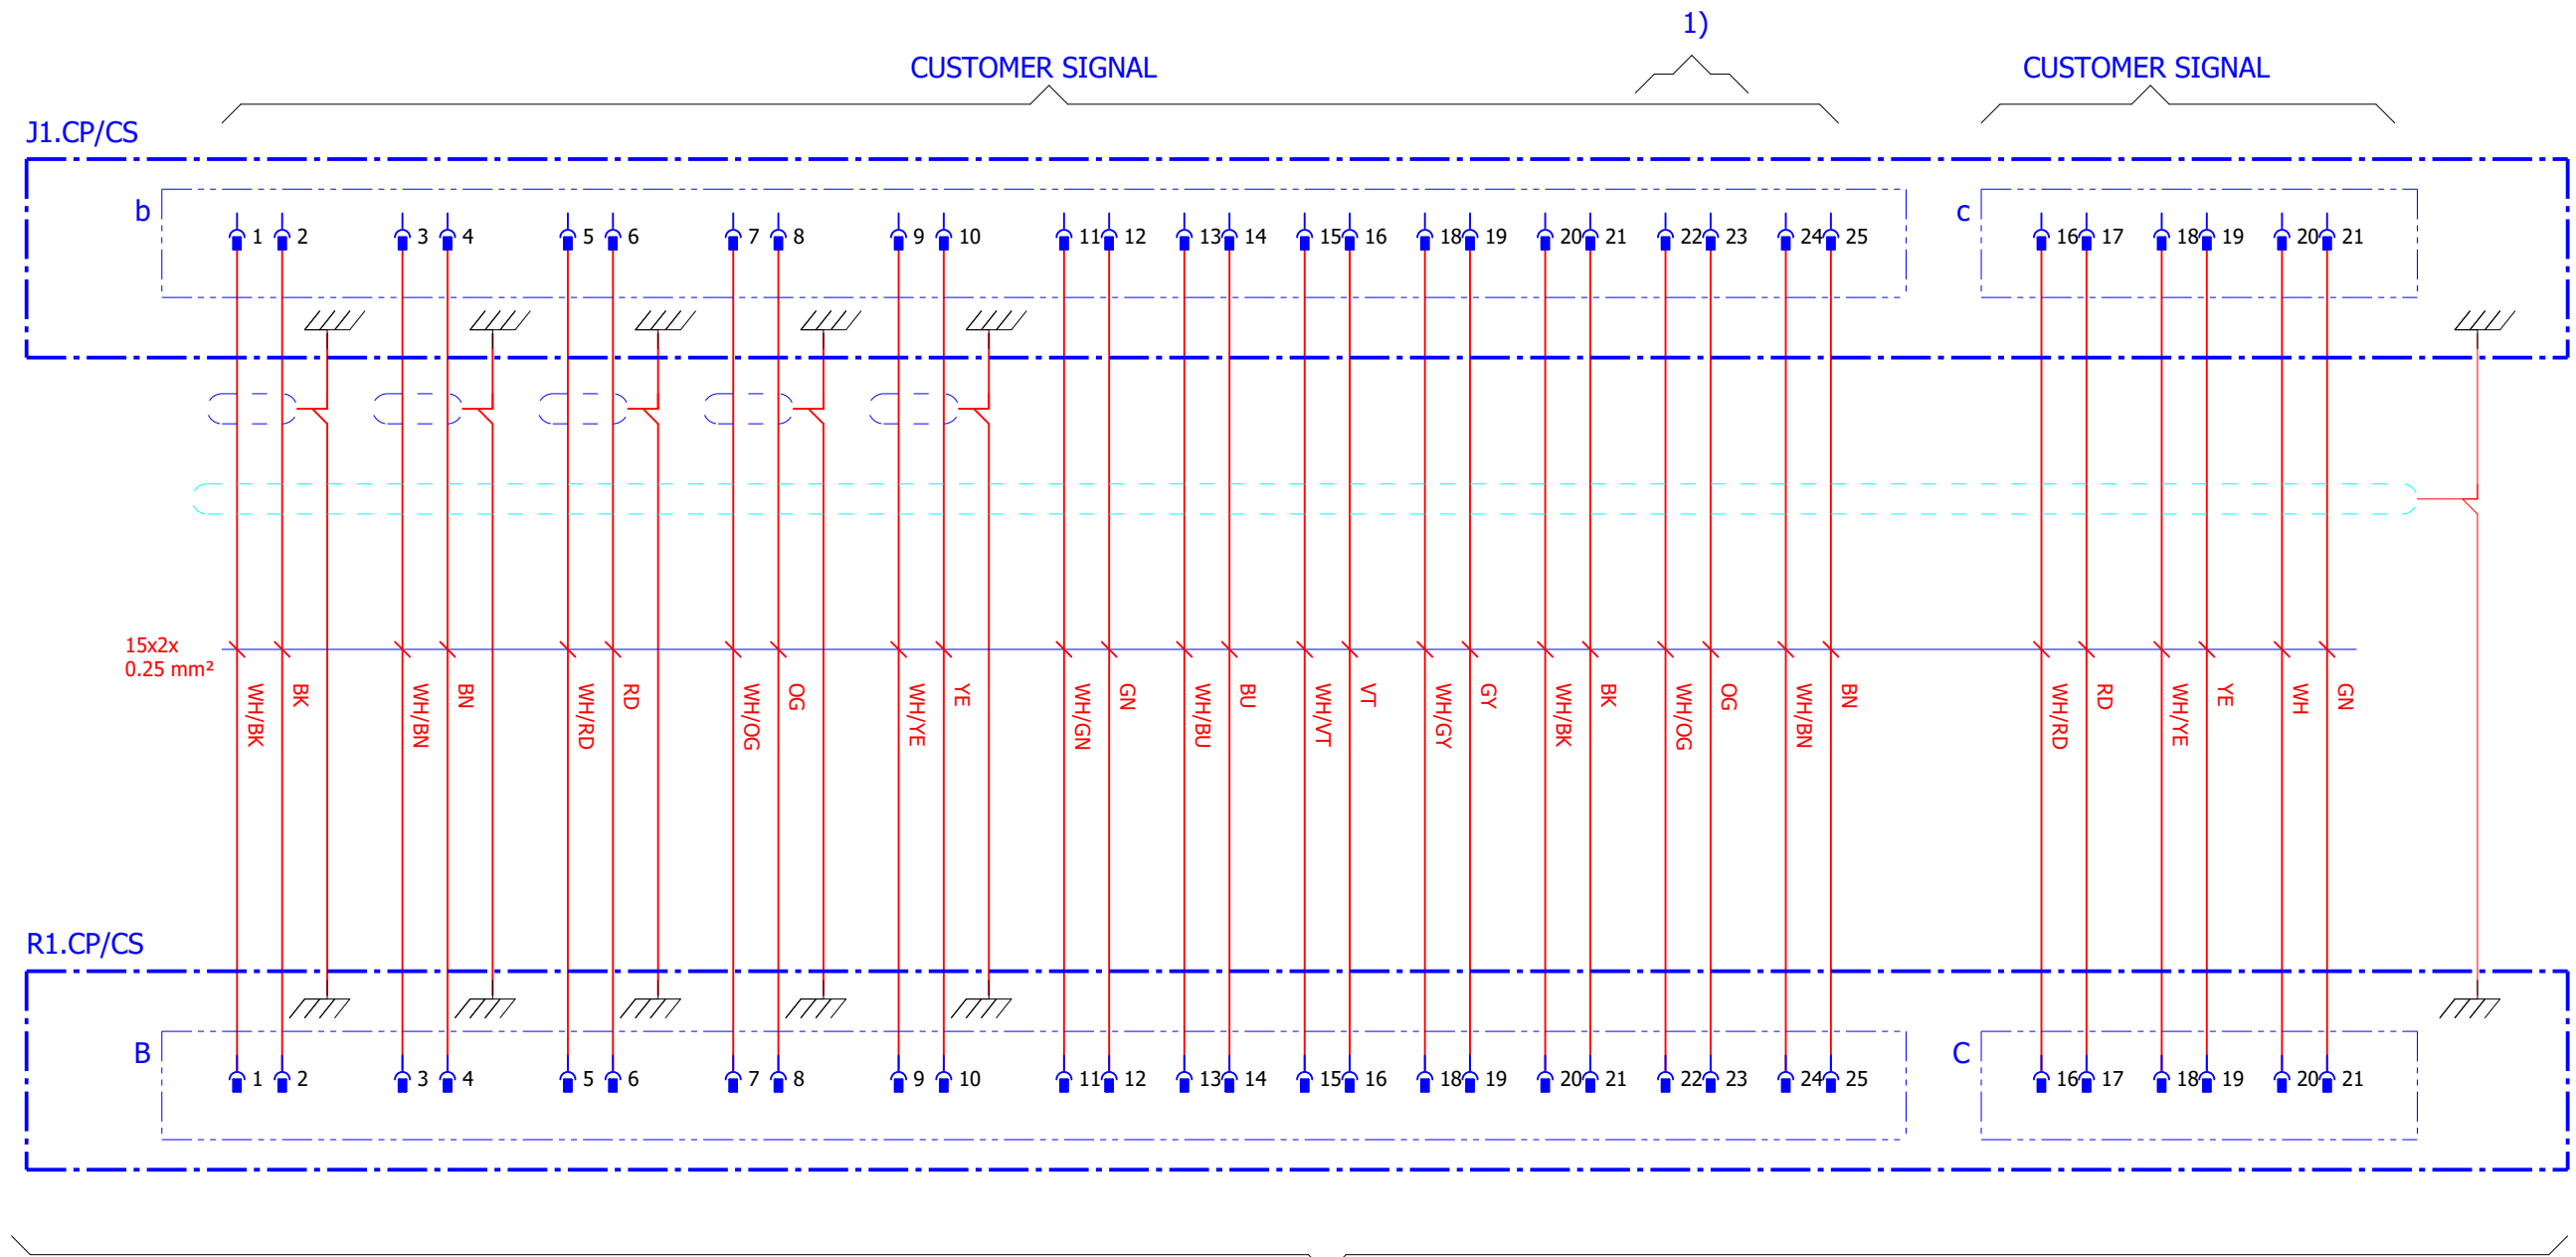 1)
CUSTOMER SIGNAL CUSTOMER SIGNAL
J1.CP/CS
b 1 2 3 4 5 6 7 8 9 10 11 12 13 14 15 16 18 19 20 21 22 23 24 25 c 16 17 18 19 20 21
15x2x
0.25 mm²
WH/BK BK WH/BN BN WH/RD RD WH/OG OG WH/YE YE WH/GN GN WH/BU BU WH/VT VT WH/GY GY WH/BK BK WH/OG OG WH/BN BN WH/RD RD WH/YE YE WH GN
R1.CP/CS
B 1 2 3 4 5 6 7 8 9 10 11 12 13 14 15 16 18 19 20 21 22 23 24 25 C 16 17 18 19 20 21